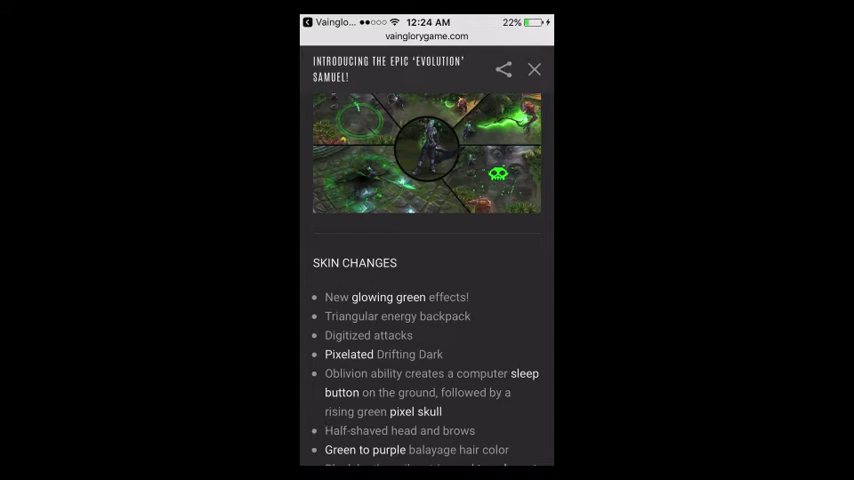 Vainglo... 12:24 AM 22%
vainglorygame.com
INTRODUCING THE EPIC ‘EVOLUTION’
SAMUEL!
SKIN CHANGES
• New glowing green effects!
• Triangular energy backpack
• Digitized attacks
• Pixelated Drifting Dark
• Oblivion ability creates a computer sleep
button on the ground, followed by a
rising green pixel skull
• Half-shaved head and brows
• Green to purple balayage hair color